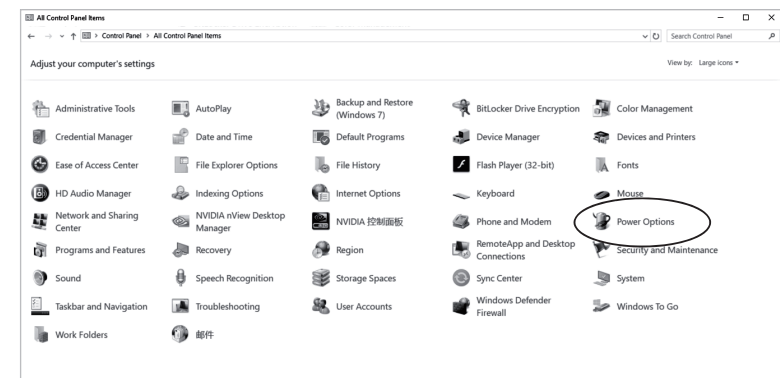 All Control Panel Items
Control Panel > All Control Panel Items
Search Control Panel
Adjust your computer's settings
View by: Large icons
Administrative Tools
AutoPlay
Backup and Restore
(Windows 7)
BitLocker Drive Encryption
Color Management
Credential Manager
Date and Time
Default Programs
Device Manager
Devices and Printers
Ease of Access Center
File Explorer Options
File History
Flash Player (32-bit)
Fonts
HD Audio Manager
Indexing Options
Internet Options
Keyboard
Mouse
Network and Sharing
Center
NVIDIA nView Desktop
Manager
NVIDIA 控制面板
Phone and Modem
Power Options
Programs and Features
Recovery
Region
RemoteApp and Desktop
Connections
Security and Maintenance
Sound
Speech Recognition
Storage Spaces
Sync Center
System
Taskbar and Navigation
Troubleshooting
User Accounts
Windows Defender
Firewall
Windows To Go
Work Folders
邮件